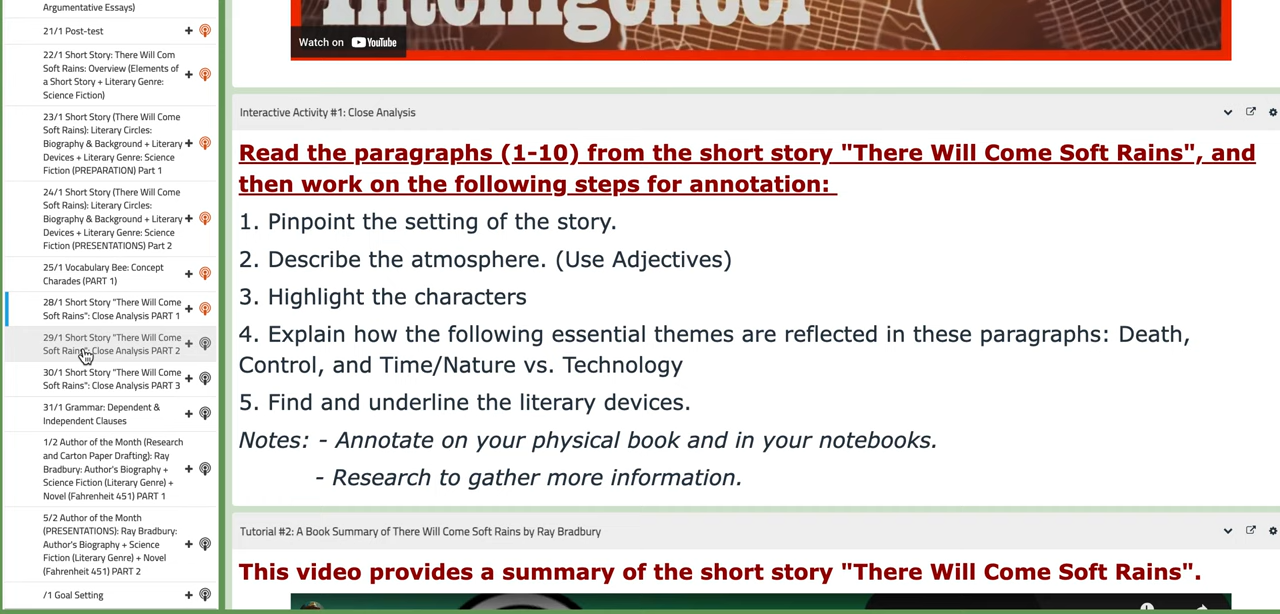 Argumentative Essays)
21/1 Post-test
22/1 Short Story: There Will Com
Soft Rains: Overview (Elements of
a Short Story + Literary Genre:
Science Fiction)
23/1 Short Story (There Will Come
Soft Rains): Literary Circles:
Biography & Background + Literary
Devices + Literary Genre: Science
Fiction (PREPARATION) Part 1
24/1 Short Story (There Will Come
Soft Rains): Literary Circles:
Biography & Background + Literary
Devices + Literary Genre: Science
Fiction (PRESENTATIONS) Part 2
25/1 Vocabulary Bee: Concept
Charades (PART 1)
28/1 Short Story "There Will Come
Soft Rains": Close Analysis PART 1
29/1 Short Story "There Will Come
Soft Rains": Close Analysis PART 2
30/1 Short Story "There Will Come
Soft Rains": Close Analysis PART 3
31/1 Grammar: Dependent &
Independent Clauses
1/2 Author of the Month (Research
and Carton Paper Drafting): Ray
Bradbury: Author's Biography +
Science Fiction (Literary Genre) +
Novel (Fahrenheit 451) PART 1
5/2 Author of the Month
(PRESENTATIONS): Ray Bradbury:
Author's Biography + Science
Fiction (Literary Genre) + Novel
(Fahrenheit 451) PART 2
/1 Goal Setting
Intelligence
Watch on YouTube
Interactive Activity #1: Close Analysis
Read the paragraphs (1-10) from the short story "There Will Come Soft Rains", and
then work on the following steps for annotation:
1. Pinpoint the setting of the story.
2. Describe the atmosphere. (Use Adjectives)
3. Highlight the characters
4. Explain how the following essential themes are reflected in these paragraphs: Death,
Control, and Time/Nature vs. Technology
5. Find and underline the literary devices.
Notes: - Annotate on your physical book and in your notebooks.
- Research to gather more information.
Tutorial #2: A Book Summary of There Will Come Soft Rains by Ray Bradbury
This video provides a summary of the short story "There Will Come Soft Rains".